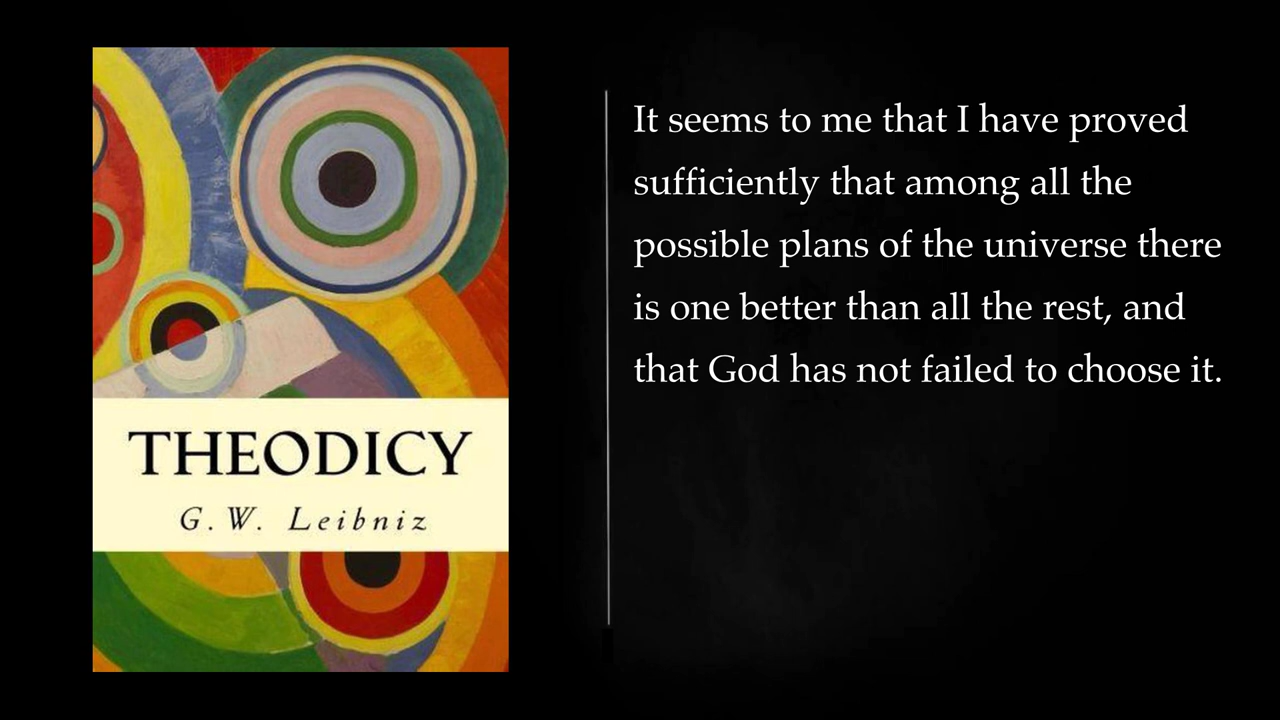 THEODICY
G. W. Leibniz
It seems to me that I have proved
sufficiently that among all the
possible plans of the universe there
is one better than all the rest, and
that God has not failed to choose it.